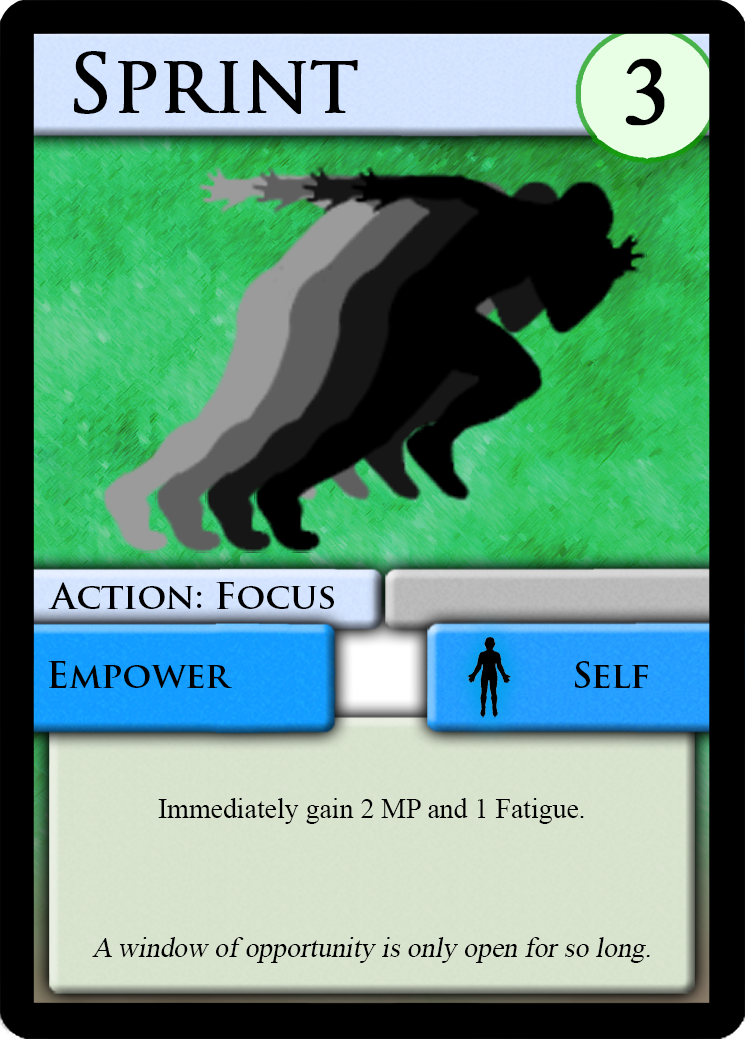 Sprint
3
Action: Focus
Empower
Self
Immediately gain 2 MP and 1 Fatigue.
A window of opportunity is only open for so long.